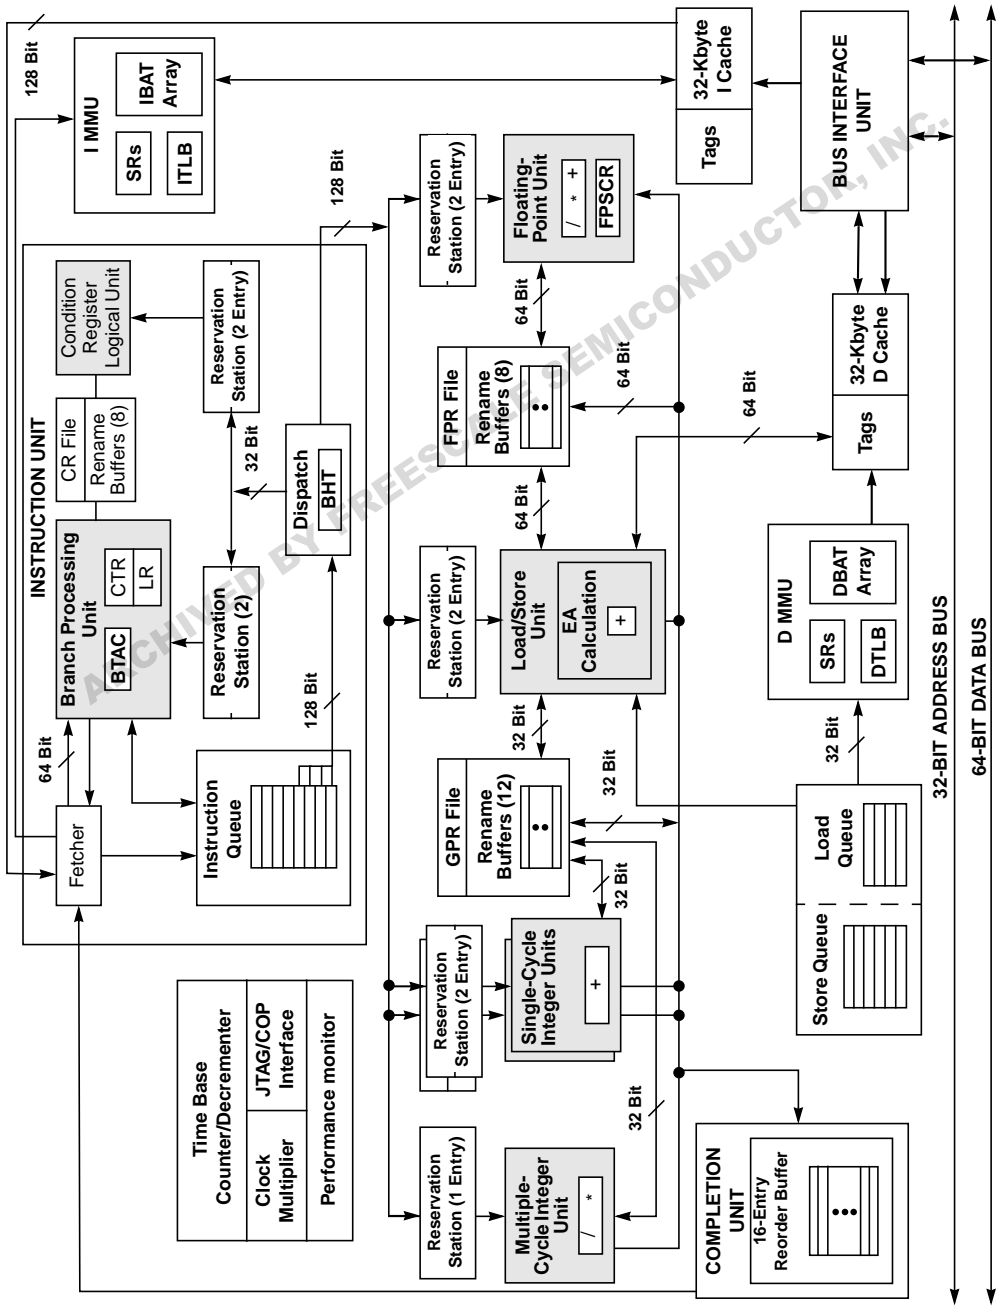 INSTRUCTION UNIT
Time Base
Counter/Decrementer
Clock
Multiplier
JTAG/COP
Interface
Performance monitor
128 Bit
Fetcher
64 Bit
Branch Processing
Unit
BTAC
CTR
LR
CR File
Rename
Buffers (8)
Condition
Register
Logical Unit
I MMU
SRs
ITLB
IBAT
Array
Instruction
Queue
Reservation
Station (2)
32 Bit
Reservation
Station (2 Entry)
128 Bit
Dispatch
BHT
128 Bit
Reservation
Station (1 Entry)
Reservation
Station (2 Entry)
Reservation
Station (2 Entry)
Reservation
Station (2 Entry)
Multiple-
Cycle Integer
Unit
/ *
Single-Cycle
Integer Units
+
32 Bit
GPR File
Rename
Buffers (12)
32 Bit
Load/Store
Unit
EA
Calculation
+
64 Bit
FPR File
Rename
Buffers (8)
64 Bit
Floating-
Point Unit
/ * +
FPSCR
32 Bit
32 Bit
32 Bit
64 Bit
64 Bit
32-Kbyte
I Cache
Tags
COMPLETION
UNIT
16-Entry
Reorder Buffer
Store Queue
Load
Queue
32 Bit
D MMU
SRs
DTLB
DBAT
Array
Tags
32-Kbyte
D Cache
BUS INTERFACE
UNIT
32-BIT ADDRESS BUS
64-BIT DATA BUS
ARCHIVED BY FREESCALE SEMICONDUCTOR, INC.